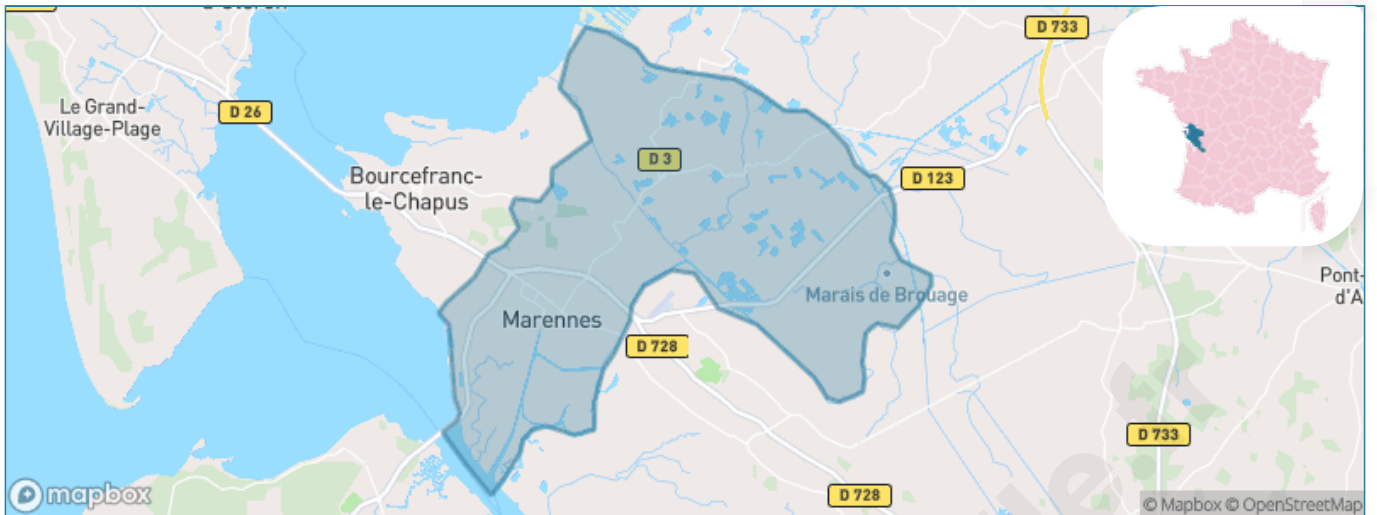 D 733
Le Grand-
Village-Plage
D 26
D 3
Bourcefranc-
le-Chapus
D 123
Pont-
d'A
Marais de Brouage
Marennes
D 728
D 733
D 728
mapbox
© Mapbox © OpenStreetMap